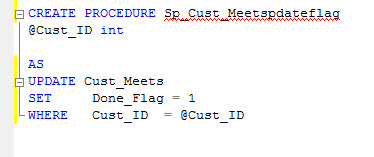 CREATE PROCEDURE Sp_Cust_Meetspdateflag
@Cust_ID int
AS
UPDATE Cust_Meets
SET Done_Flag = 1
WHERE Cust_ID = @Cust_ID